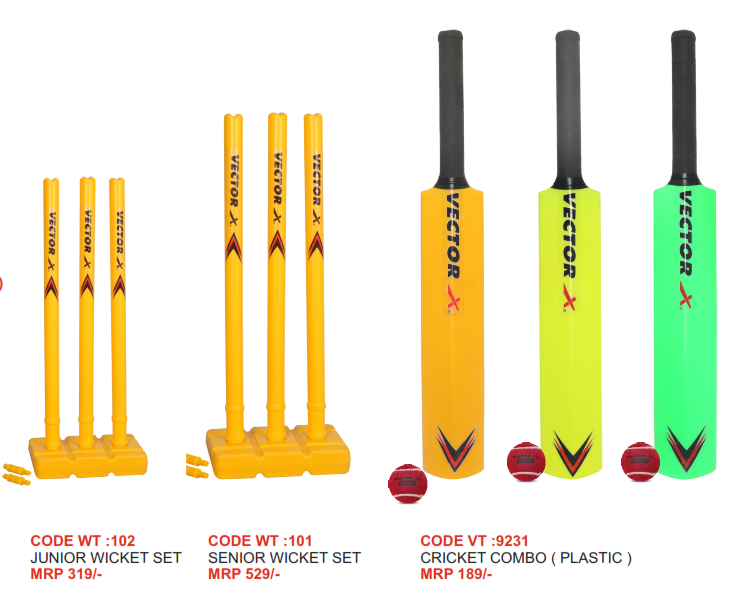 VECTOR X
VECTOR X
VECTOR X
VECTOR X
VECTOR X
VECTOR X
VECTOR X
VECTOR X
VECTOR X
CODE WT :102
JUNIOR WICKET SET
MRP 319/-
CODE WT :101
SENIOR WICKET SET
MRP 529/-
CODE VT :9231
CRICKET COMBO ( PLASTIC )
MRP 189/-